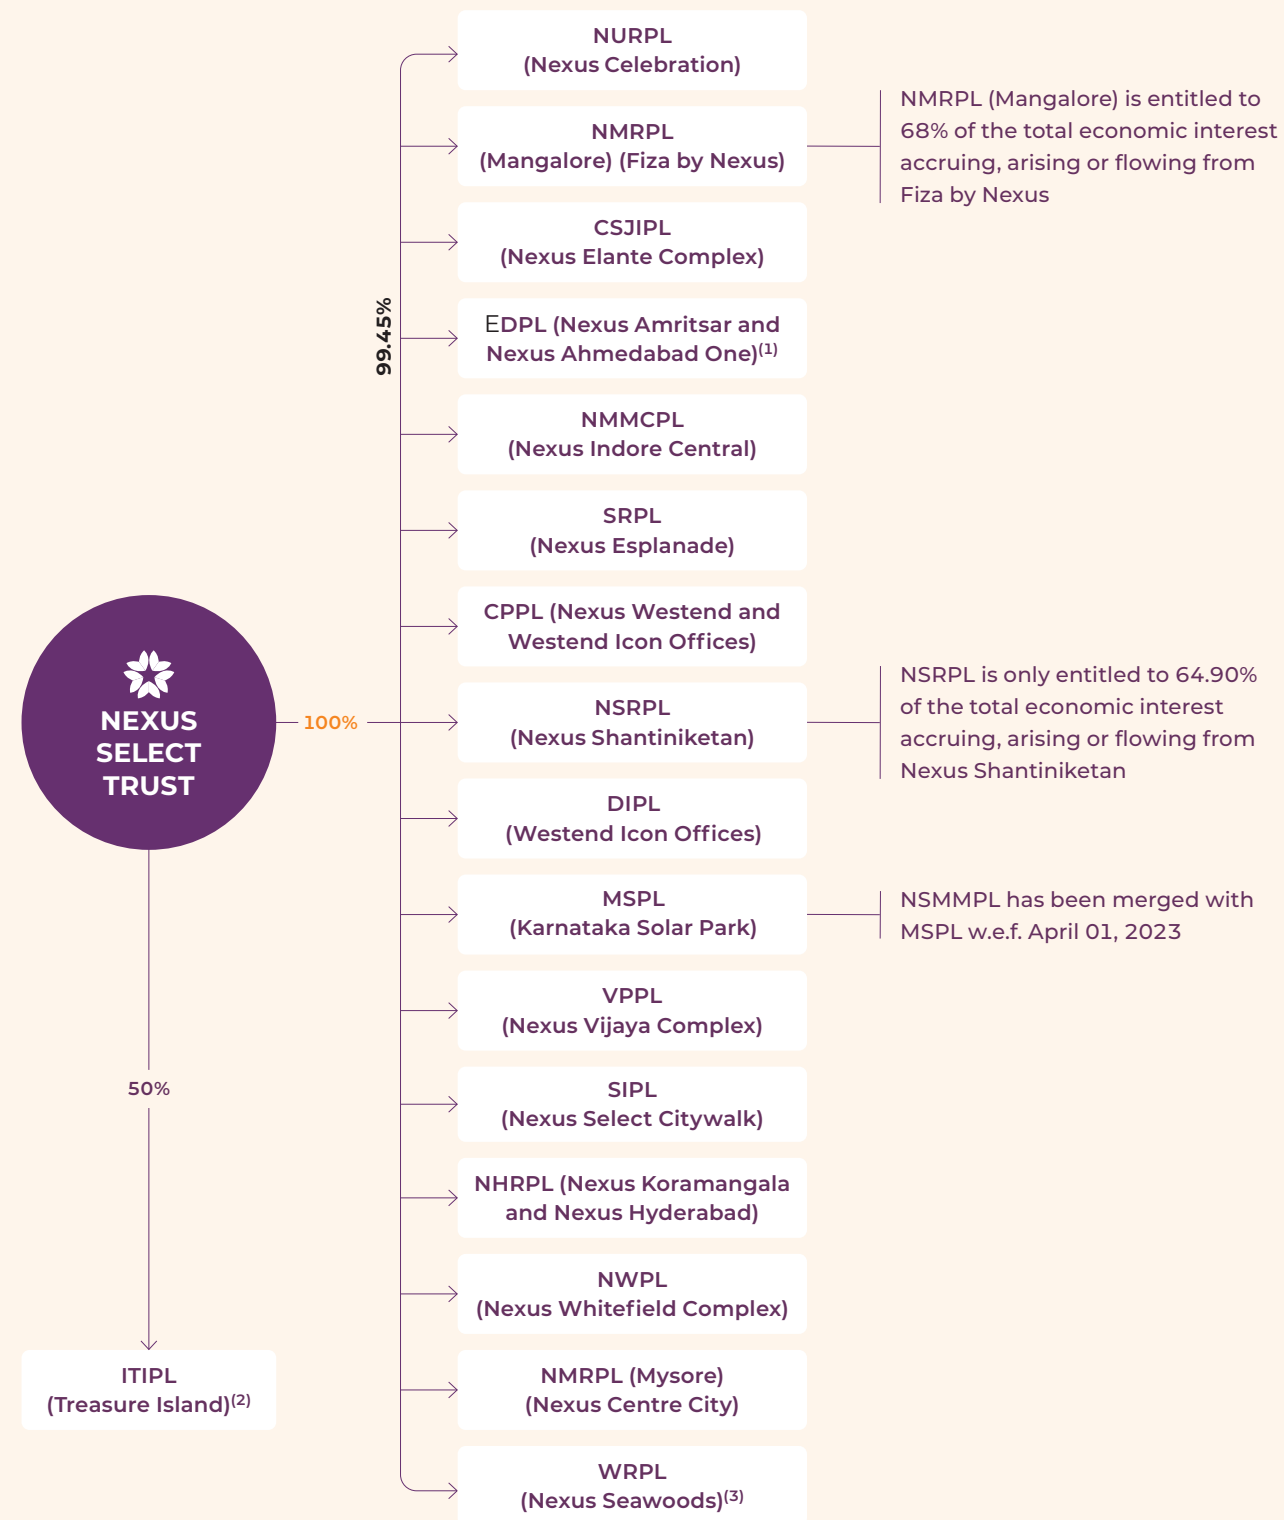 NURPL
(Nexus Celebration)
NMRPL
(Mangalore) (Fiza by Nexus)
NMRPL (Mangalore) is entitled to
68% of the total economic interest
accruing, arising or flowing from
Fiza by Nexus
CSJIPL
(Nexus Elante Complex)
99.45%
EDPL (Nexus Amritsar and
Nexus Ahmedabad One)(1)
NMMCPL
(Nexus Indore Central)
SRPL
(Nexus Esplanade)
CPPL (Nexus Westend and
Westend Icon Offices)
NEXUS
SELECT
TRUST
100%
NSRPL
(Nexus Shantiniketan)
NSRPL is only entitled to 64.90%
of the total economic interest
accruing, arising or flowing from
Nexus Shantiniketan
DIPL
(Westend Icon Offices)
MSPL
(Karnataka Solar Park)
NSMMPL has been merged with
MSPL w.e.f. April 01, 2023
VPPL
(Nexus Vijaya Complex)
50%
SIPL
(Nexus Select Citywalk)
NHRPL (Nexus Koramangala
and Nexus Hyderabad)
NWPL
(Nexus Whitefield Complex)
ITIPL
(Treasure Island)(2)
NMRPL (Mysore)
(Nexus Centre City)
WRPL
(Nexus Seawoods)(3)